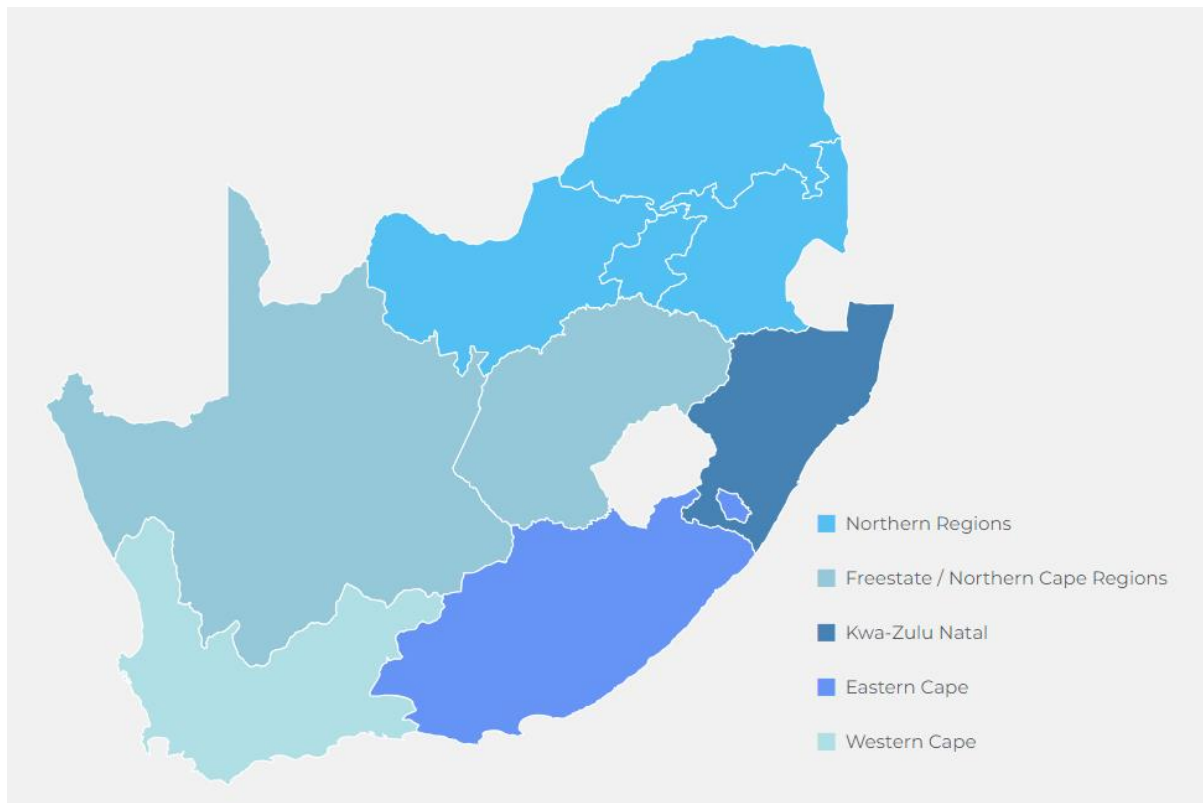 Northern Regions
Freestate / Northern Cape Regions
Kwa-Zulu Natal
Eastern Cape
Western Cape